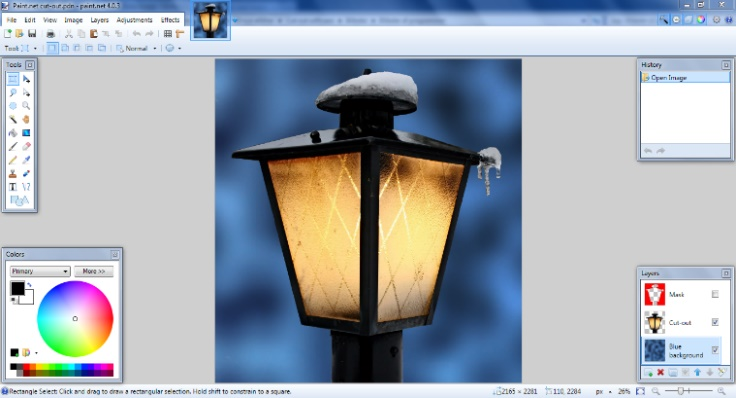 Paint.net cut-out.pdn - paint.net 4.0.3
File Edit View Image Layers Adjustments Effects
Tool: Normal
Tools
History
Open Image
Colors
Primary More >>
Layers
Mask
Cut-out
Blue
background
Rectangle Select: Click and drag to draw a rectangular selection. Hold shift to constrain to a square. 2165 × 2281 110, 2284 px 26%